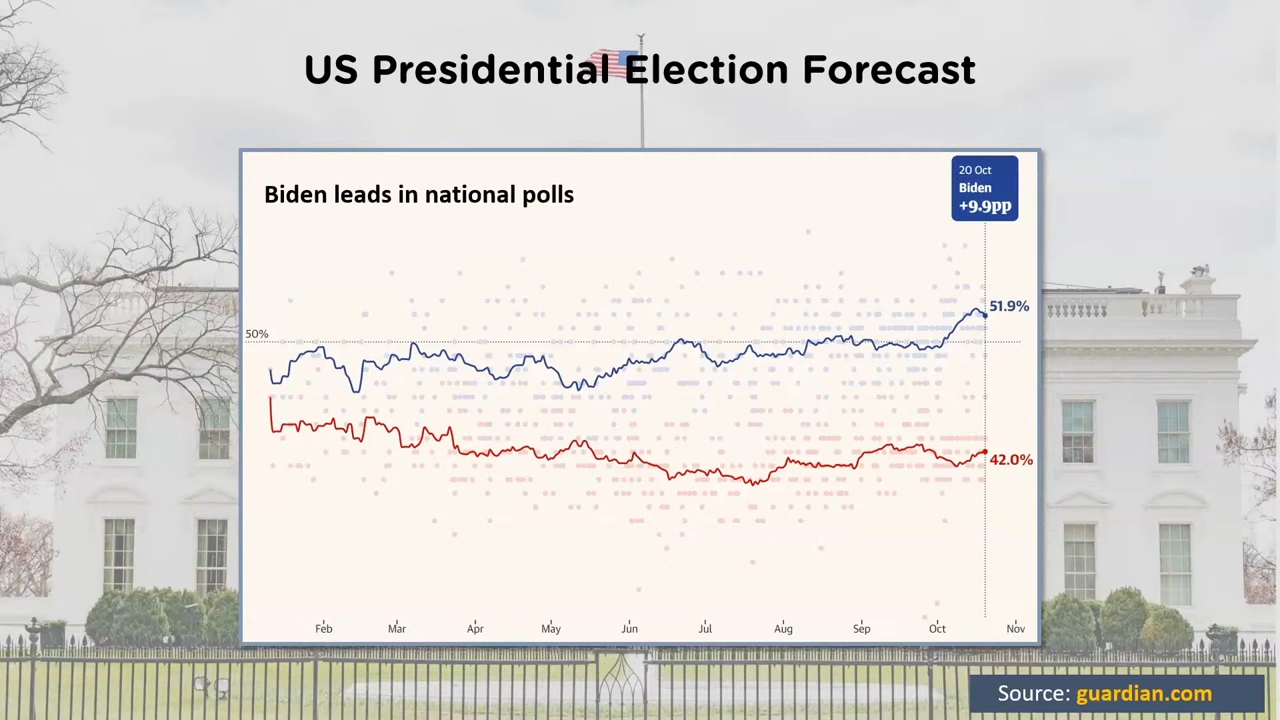 US Presidential Election Forecast
Biden leads in national polls
20 Oct
Biden
+9.9pp
51.9%
50%
42.0%
Feb Mar Apr May Jun Jul Aug Sep Oct Nov
Source: guardian.com